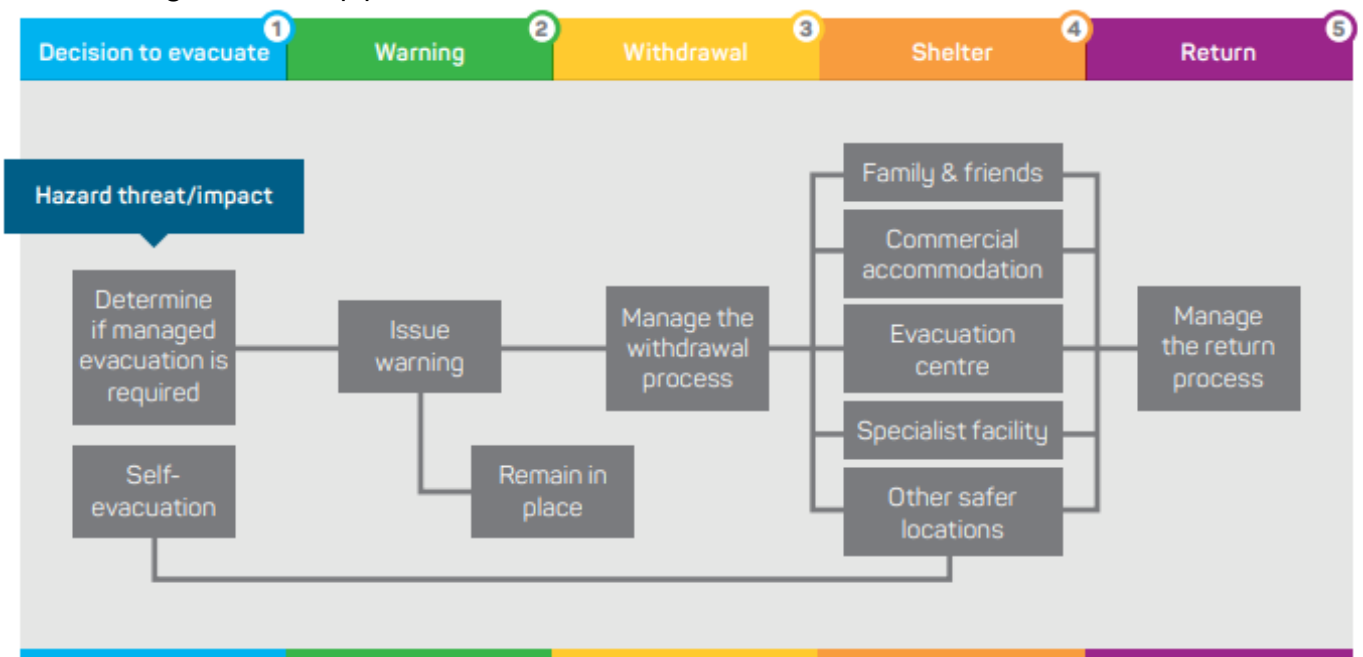 1
2
3
4
5
Decision to evacuate
Warning
Withdrawal
Shelter
Return
Hazard threat/impact
Determine
if managed
evacuation is
required
Self-
evacuation
Issue
warning
Remain in
place
Manage the
withdrawal
process
Family & friends
Commercial
accommodation
Evacuation
centre
Specialist facility
Other safer
locations
Manage
the return
process